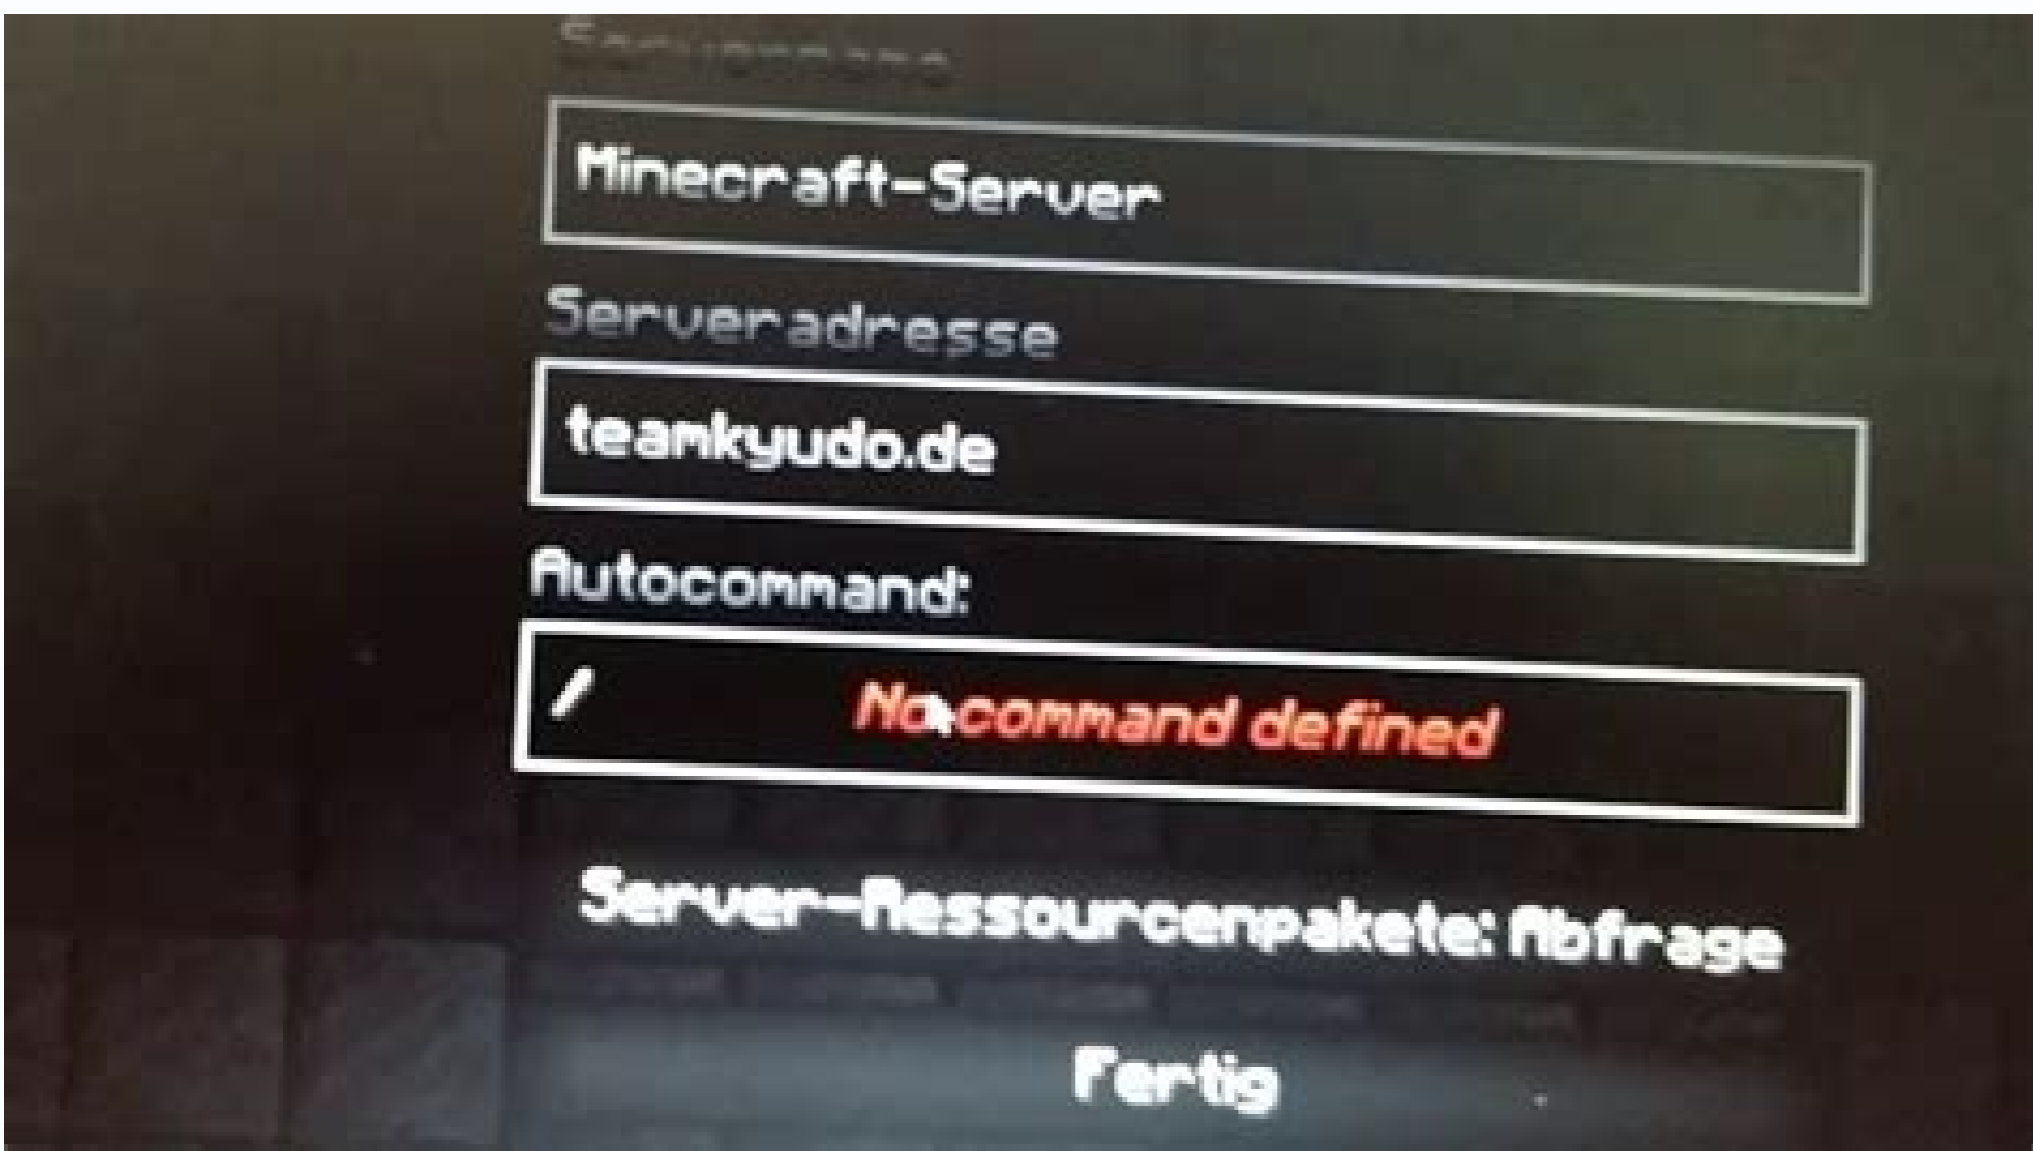 Minecraft-Server
Serveradresse
teamkyudo.de
Autocommand:
/ No command defined
Server-Ressourcenpakete: Abfrage
Fertig